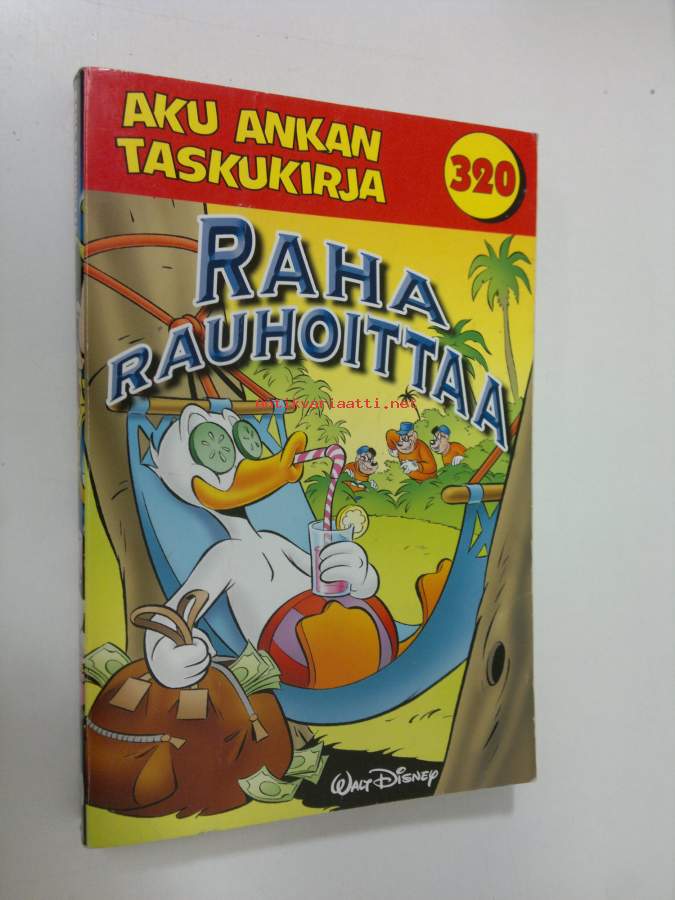 AKU ANKAN
TASKUKIRJA
320
RAHA
RAUHOITTAA
antikvariaatti.net
WALT DISNEY